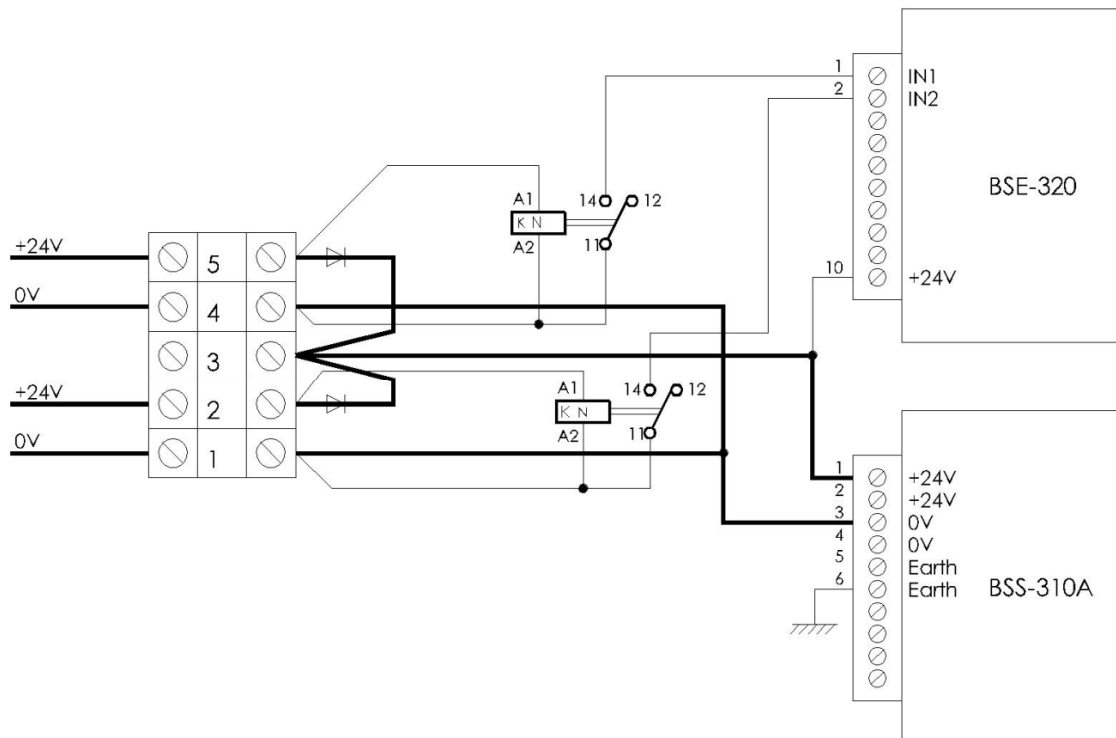 1 IN1
2 IN2
BSE-320
A1
14 12
K N
A2
11
+24V
5
10 +24V
0V
4
3
A1
14 12
+24V
2
K N
A2
11
0V
1
1 +24V
2 +24V
3 0V
4 0V
5 Earth
6 Earth
BSS-310A